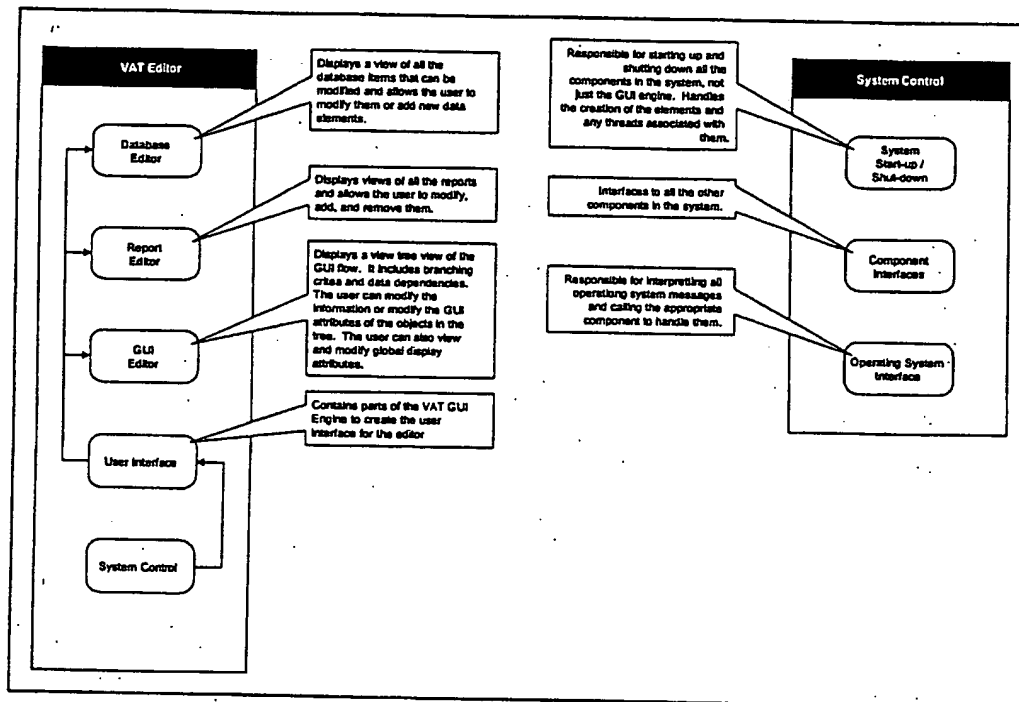 VAT Editor
Displays a view of all the
database items that can be
modified and allows the user to
modify them or add new data
elements.
Database
Editor
Displays views of all the reports
and allows the user to modify,
add, and remove them.
Report
Editor
Displays a view tree view of the
GUI flow. It includes branching
critea and data dependencies.
The user can modify the
information or modify the GUI
attributes of the objects in the
tree. The user can also view
and modify global display
attributes.
GUI
Editor
Contains parts of the VAT GUI
Engine to create the user
interface for the editor
User Interface
System Control
Responsible for starting up and
shutting down all the
components in the system, not
just the GUI engine. Handles
the creation of the elements and
any threads associated with
them.
System Control
System
Start-up /
Shut-down
Interfaces to all the other
components in the system.
Component
Interfaces
Responsible for interpretting all
operationg system messages
and calling the appropriate
component to handle them.
Operating System
Interface